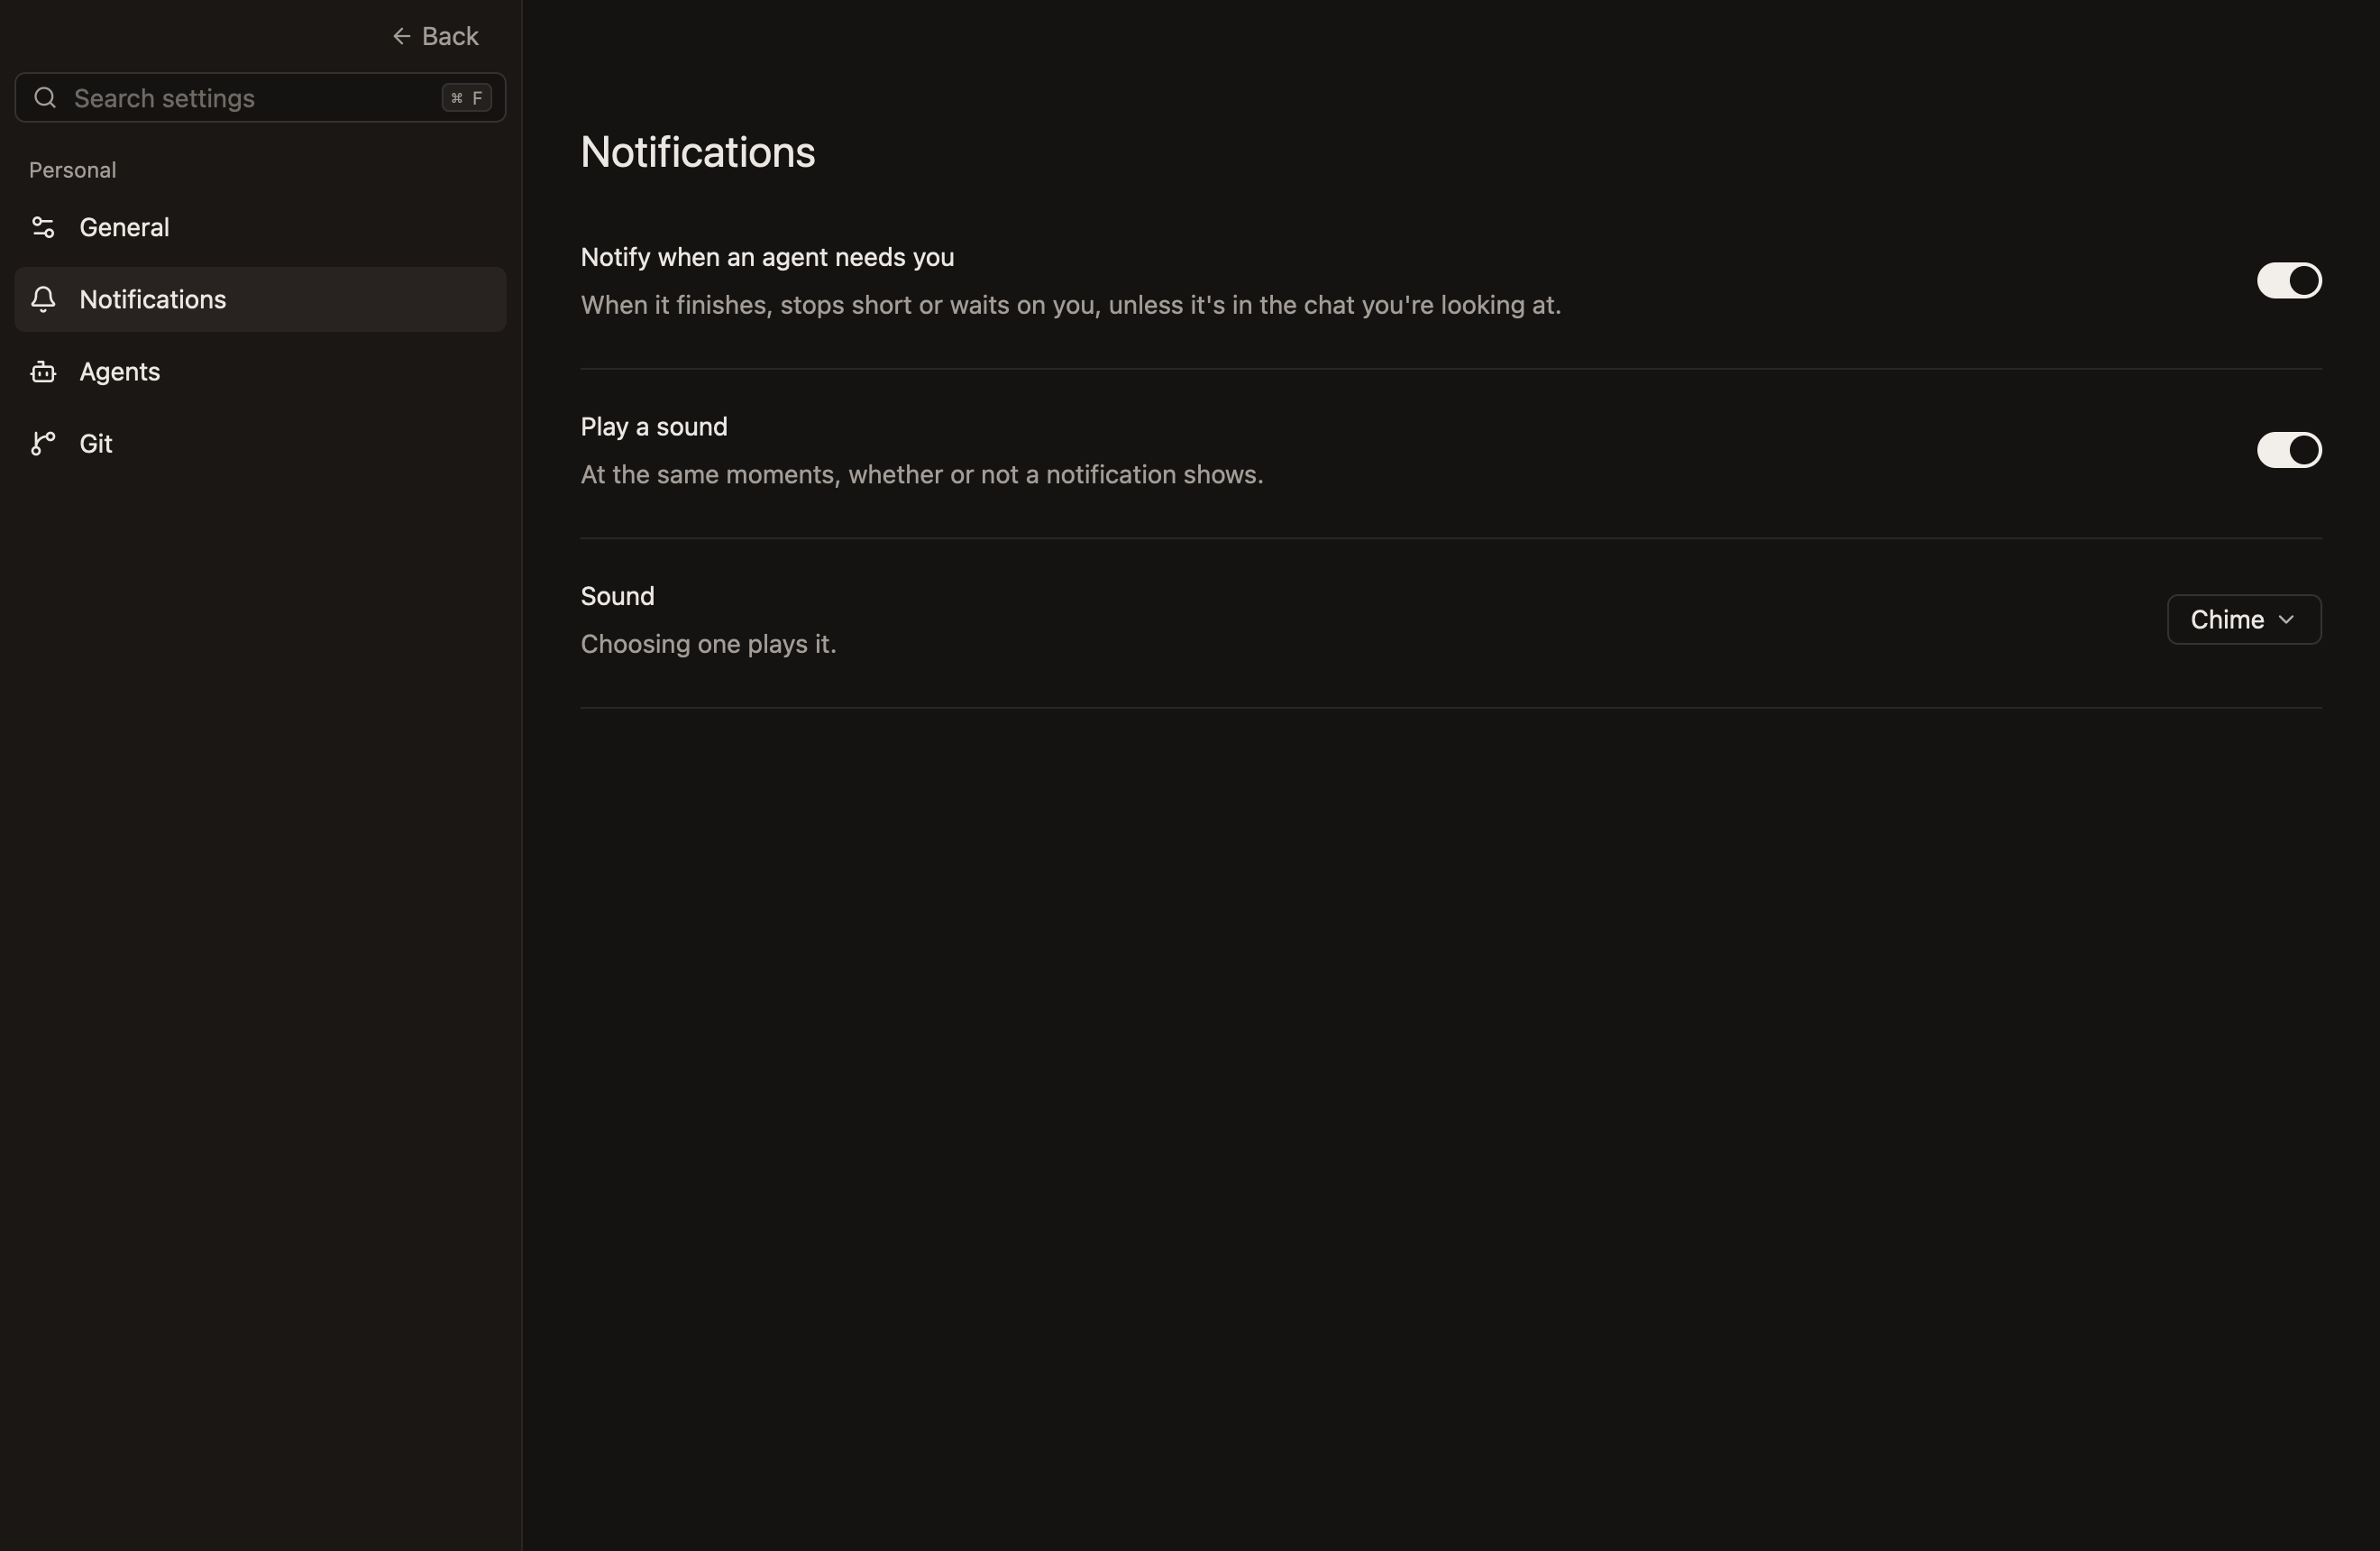 Back
Search settings
⌘ F
Personal
General
Notifications
Agents
Git
Notifications
Notify when an agent needs you
When it finishes, stops short or waits on you, unless it's in the chat you're looking at.
Play a sound
At the same moments, whether or not a notification shows.
Sound
Choosing one plays it.
Chime